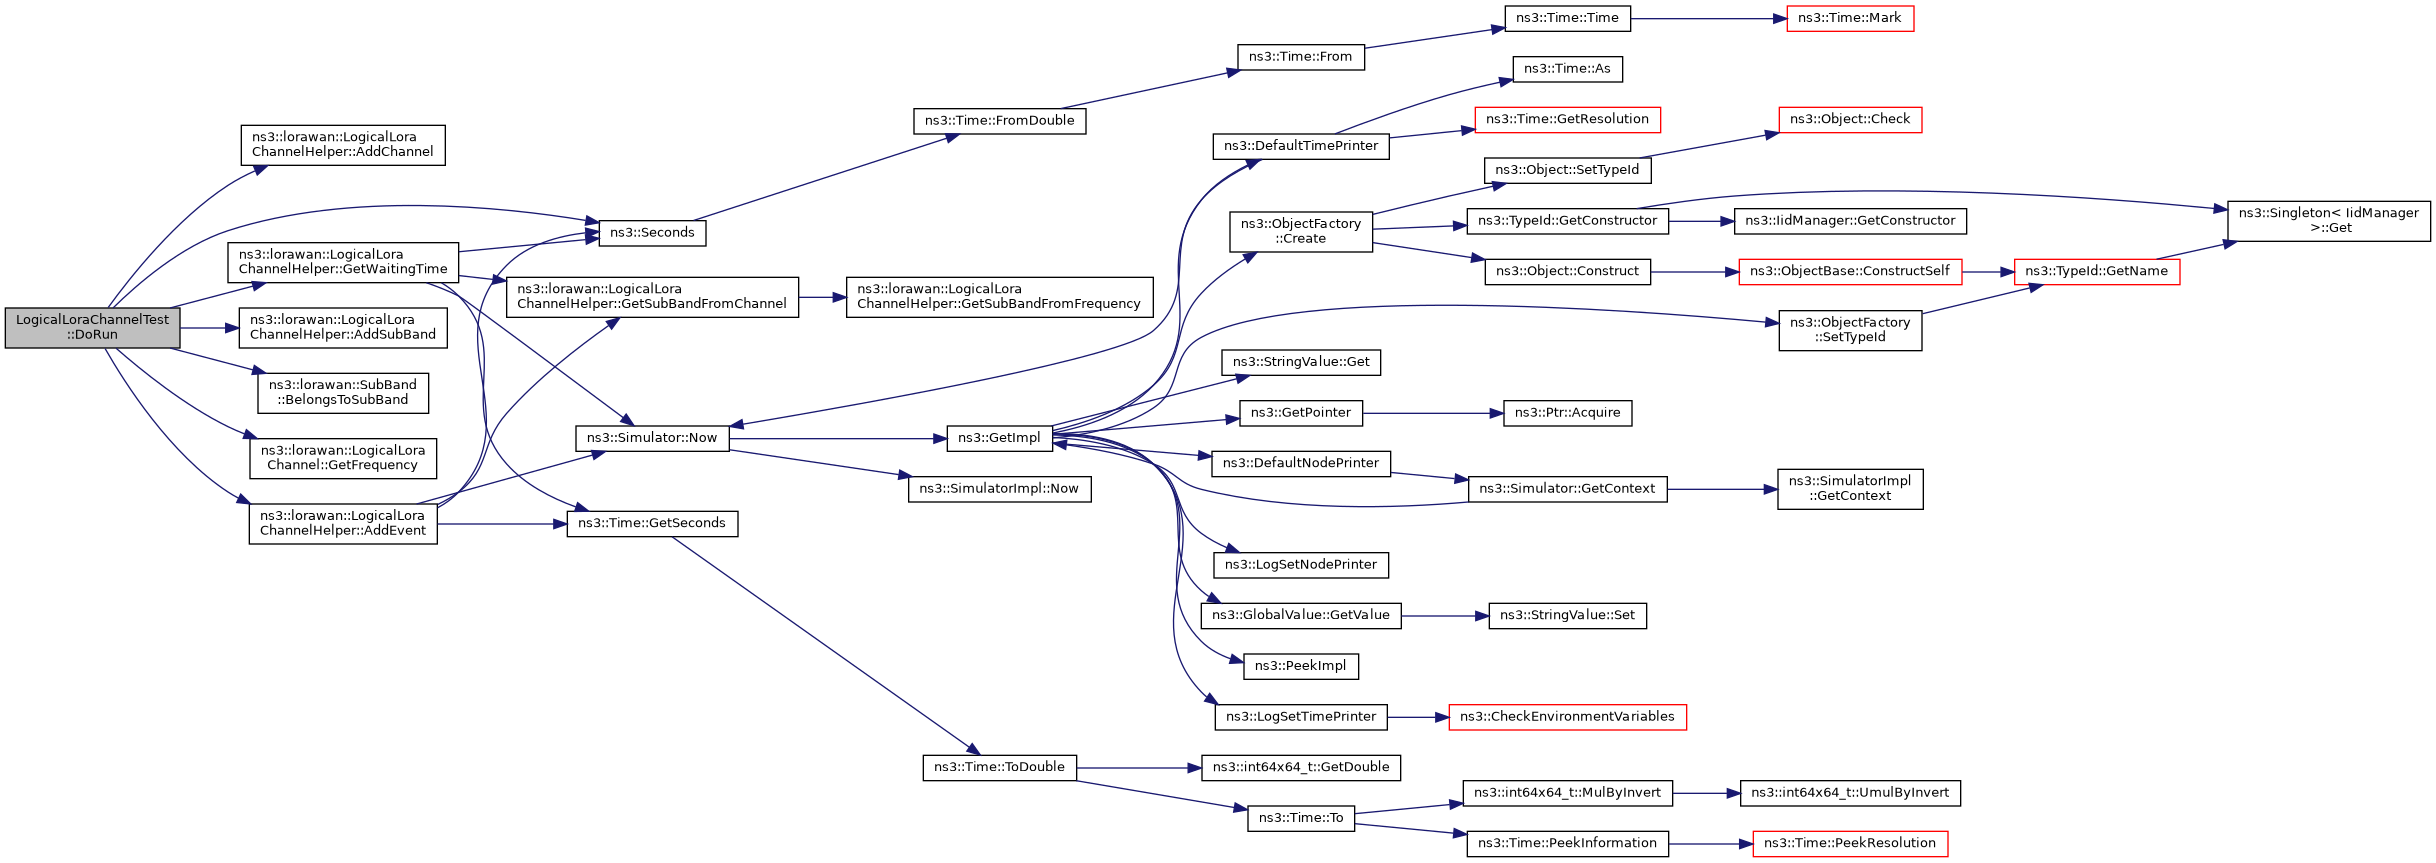 LogicalLoraChannelTest
::DoRun
ns3::lorawan::LogicalLora
ChannelHelper::AddChannel
ns3::lorawan::LogicalLora
ChannelHelper::GetWaitingTime
ns3::lorawan::LogicalLora
ChannelHelper::AddSubBand
ns3::lorawan::SubBand
::BelongsToSubBand
ns3::lorawan::LogicalLora
Channel::GetFrequency
ns3::lorawan::LogicalLora
ChannelHelper::AddEvent
ns3::Seconds
ns3::lorawan::LogicalLora
ChannelHelper::GetSubBandFromChannel
ns3::Simulator::Now
ns3::Time::GetSeconds
ns3::lorawan::LogicalLora
ChannelHelper::GetSubBandFromFrequency
ns3::Time::FromDouble
ns3::GetImpl
ns3::SimulatorImpl::Now
ns3::Time::ToDouble
ns3::Time::From
ns3::DefaultTimePrinter
ns3::ObjectFactory
::Create
ns3::StringValue::Get
ns3::GetPointer
ns3::DefaultNodePrinter
ns3::LogSetNodePrinter
ns3::GlobalValue::GetValue
ns3::PeekImpl
ns3::LogSetTimePrinter
ns3::int64x64_t::GetDouble
ns3::Time::To
ns3::Time::Time
ns3::Time::As
ns3::Time::GetResolution
ns3::Object::SetTypeId
ns3::TypeId::GetConstructor
ns3::Object::Construct
ns3::Ptr::Acquire
ns3::Simulator::GetContext
ns3::StringValue::Set
ns3::CheckEnvironmentVariables
ns3::int64x64_t::MulByInvert
ns3::Time::PeekInformation
ns3::Time::Mark
ns3::Object::Check
ns3::IidManager::GetConstructor
ns3::ObjectBase::ConstructSelf
ns3::ObjectFactory
::SetTypeId
ns3::SimulatorImpl
::GetContext
ns3::int64x64_t::UmulByInvert
ns3::Time::PeekResolution
ns3::TypeId::GetName
ns3::Singleton< IidManager
>::Get